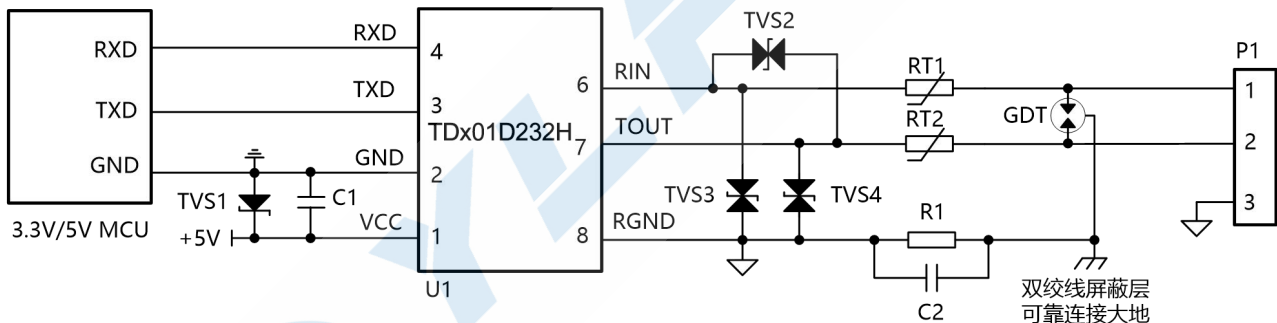 RXD
TXD
GND
3.3V/5V MCU
RXD
TXD
GND
VCC
TVS1
C1
+5V
4
3
2
1
TDx01D232H
6
7
8
U1
RIN
TOUT
RGND
TVS2
TVS3
TVS4
RT1
RT2
R1
C2
GDT
P1
1
2
3
双绞线屏蔽层
可靠连接大地